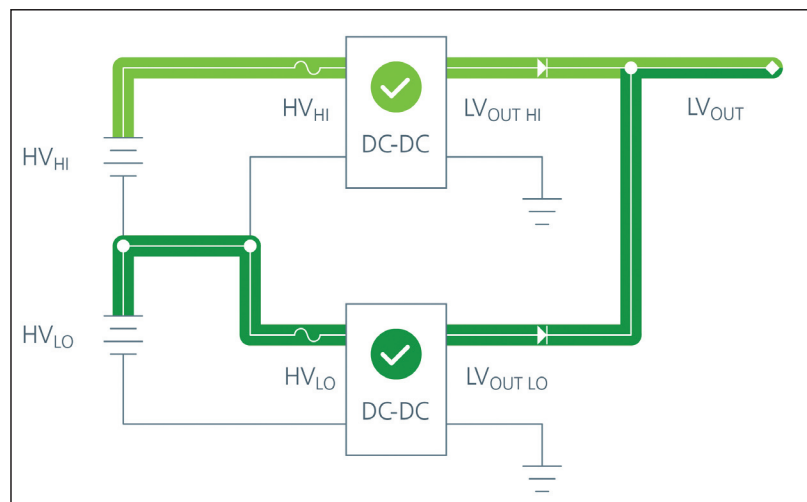 HV_HI
HV_HI
DC-DC
LV_OUT HI
LV_OUT
HV_LO
HV_LO
DC-DC
LV_OUT LO